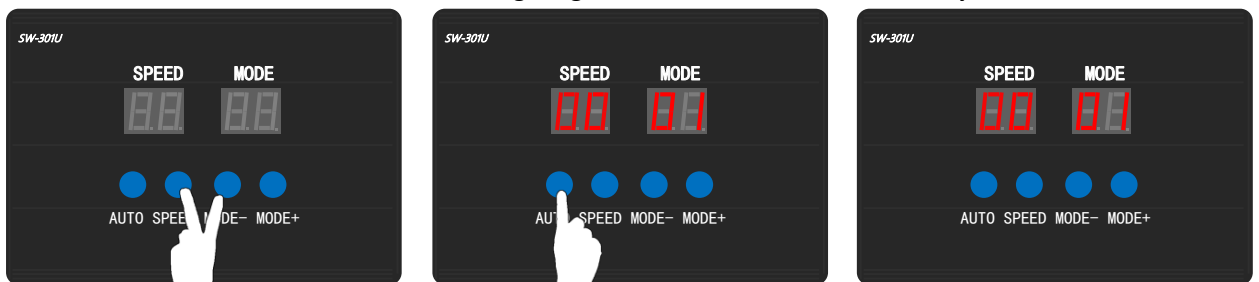 SW-301U
SPEED MODE
AUTO SPEED MODE- MODE+
SW-301U
SPEED MODE
00 01
AUTO SPEED MODE- MODE+
SW-301U
SPEED MODE
00 01
AUTO SPEED MODE- MODE+